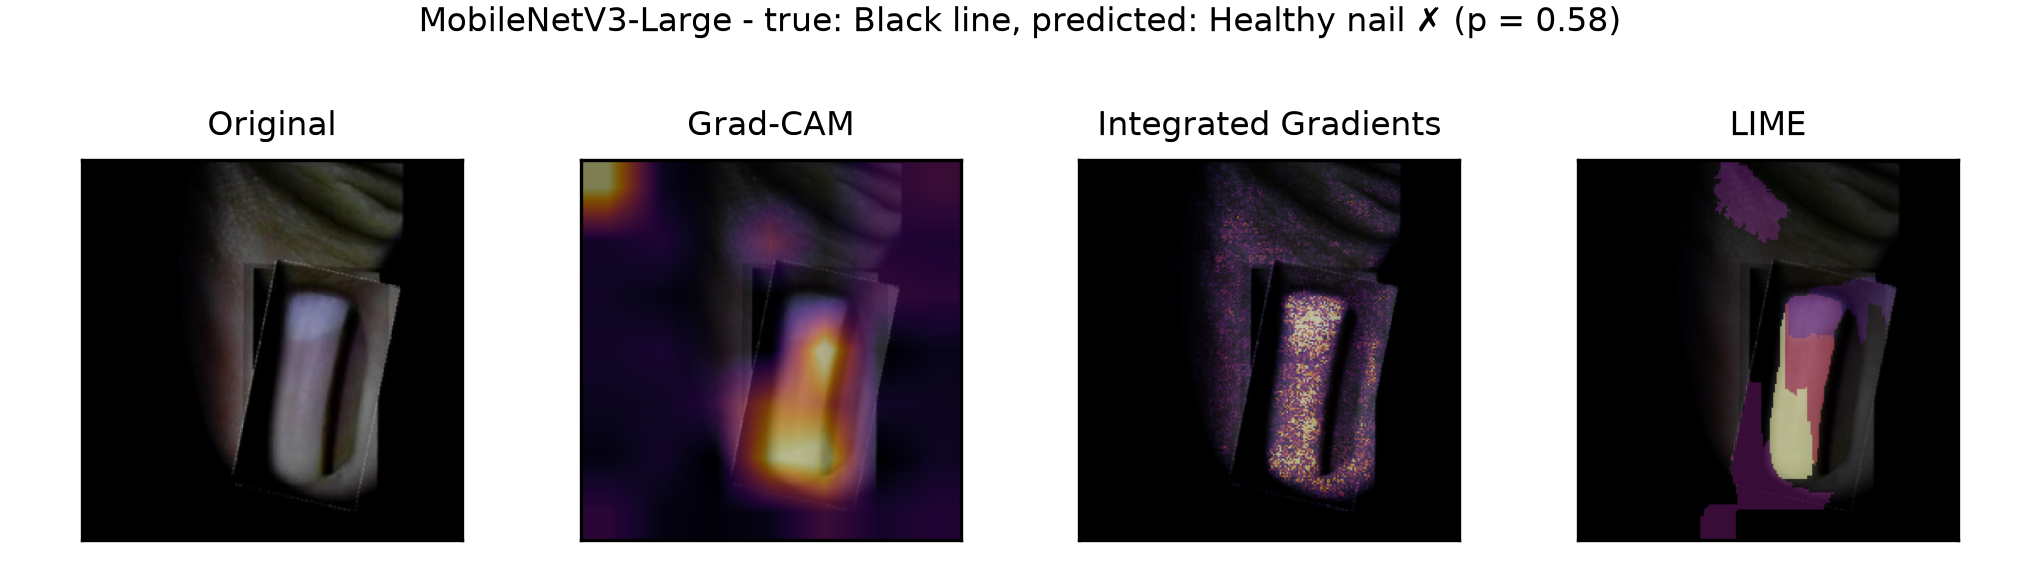 MobileNetV3-Large - true: Black line, predicted: Healthy nail ✗ (p = 0.58)
Original
Grad-CAM
Integrated Gradients
LIME